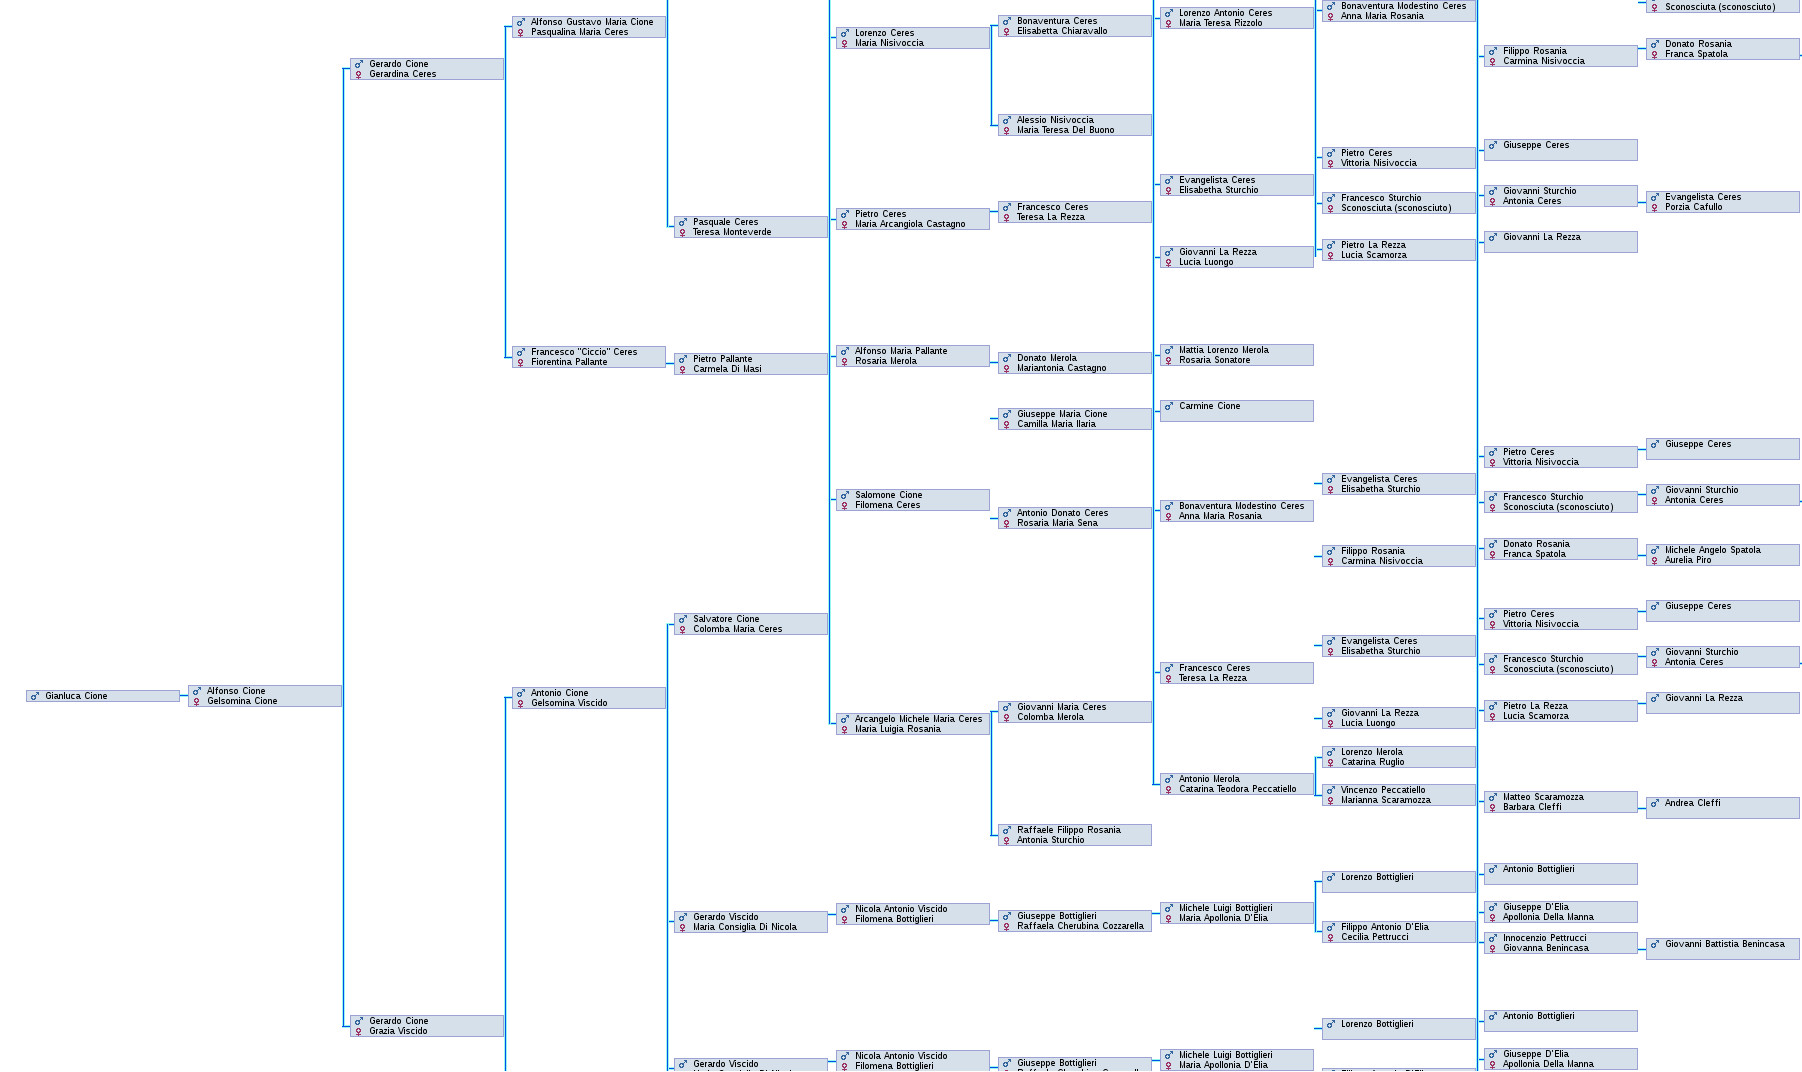 Gianluca Cione
Alfonso Cione
Gelsomina Cione
Gerardo Cione
Gerardina Ceres
Gerardo Cione
Grazia Viscido
Alfonso Gustavo Maria Cione
Pasqualina Maria Ceres
Francesco "Ciccio" Ceres
Fiorentina Pallante
Antonio Cione
Gelsomina Viscido
Pasquale Ceres
Teresa Monteverde
Pietro Pallante
Carmela Di Masi
Salvatore Cione
Colomba Maria Ceres
Gerardo Viscido
Maria Consiglia Di Nicola
Gerardo Viscido
Lorenzo Ceres
Maria Nisivoccia
Pietro Ceres
Maria Arcangiola Castagno
Alfonso Maria Pallante
Rosaria Merola
Salomone Cione
Filomena Ceres
Arcangelo Michele Maria Ceres
Maria Luigia Rosania
Nicola Antonio Viscido
Filomena Bottiglieri
Nicola Antonio Viscido
Filomena Bottiglieri
Bonaventura Ceres
Elisabetta Chiaravallo
Alessio Nisivoccia
Maria Teresa Del Buono
Francesco Ceres
Teresa La Rezza
Donato Merola
Mariantonia Castagno
Giuseppe Maria Cione
Camilla Maria Ilaria
Antonio Donato Ceres
Rosaria Maria Sena
Giovanni Maria Ceres
Colomba Merola
Raffaele Filippo Rosania
Antonia Sturchio
Giuseppe Bottiglieri
Raffaela Cherubina Cozzarella
Giuseppe Bottiglieri
Lorenzo Antonio Ceres
Maria Teresa Rizzolo
Evangelista Ceres
Elisabetha Sturchio
Giovanni La Rezza
Lucia Luongo
Mattia Lorenzo Merola
Rosaria Sonatore
Carmine Cione
Bonaventura Modestino Ceres
Anna Maria Rosania
Francesco Ceres
Teresa La Rezza
Antonio Merola
Catarina Teodora Peccatiello
Michele Luigi Bottiglieri
Maria Apollonia D'Elia
Michele Luigi Bottiglieri
Maria Apollonia D'Elia
Bonaventura Modestino Ceres
Anna Maria Rosania
Pietro Ceres
Vittoria Nisivoccia
Francesco Sturchio
Sconosciuta (sconosciuto)
Pietro La Rezza
Lucia Scamorza
Evangelista Ceres
Elisabetha Sturchio
Filippo Rosania
Carmina Nisivoccia
Evangelista Ceres
Elisabetha Sturchio
Giovanni La Rezza
Lucia Luongo
Lorenzo Merola
Catarina Ruglio
Vincenzo Peccatiello
Marianna Scaramozza
Lorenzo Bottiglieri
Filippo Antonio D'Elia
Cecilia Pettrucci
Lorenzo Bottiglieri
Filippo Rosania
Carmina Nisivoccia
Giuseppe Ceres
Giovanni Sturchio
Antonia Ceres
Giovanni La Rezza
Pietro Ceres
Vittoria Nisivoccia
Francesco Sturchio
Sconosciuta (sconosciuto)
Donato Rosania
Franca Spatola
Pietro Ceres
Vittoria Nisivoccia
Francesco Sturchio
Sconosciuta (sconosciuto)
Pietro La Rezza
Lucia Scamorza
Matteo Scaramozza
Barbara Cleffi
Antonio Bottiglieri
Giuseppe D'Elia
Apollonia Della Manna
Innocenzio Pettrucci
Giovanna Benincasa
Antonio Bottiglieri
Giuseppe D'Elia
Apollonia Della Manna
Sconosciuta (sconosciuto)
Donato Rosania
Franca Spatola
Evangelista Ceres
Porzia Cafullo
Giuseppe Ceres
Giovanni Sturchio
Antonia Ceres
Michele Angelo Spatola
Aurelia Piro
Giuseppe Ceres
Giovanni Sturchio
Antonia Ceres
Giovanni La Rezza
Andrea Cleffi
Giovanni Battistia Benincasa